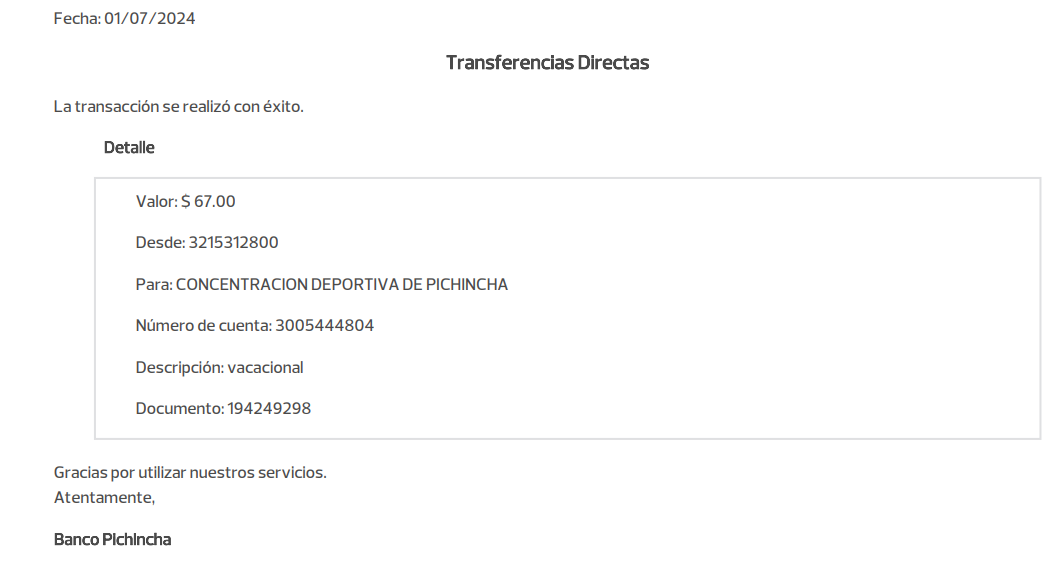 Fecha: 01/07/2024
Transferencias Directas
La transacción se realizó con éxito.
Detalle
Valor: $ 67.00
Desde: 3215312800
Para: CONCENTRACION DEPORTIVA DE PICHINCHA
Número de cuenta: 3005444804
Descripción: vacacional
Documento: 194249298
Gracias por utilizar nuestros servicios.
Atentamente,
Banco Pichincha